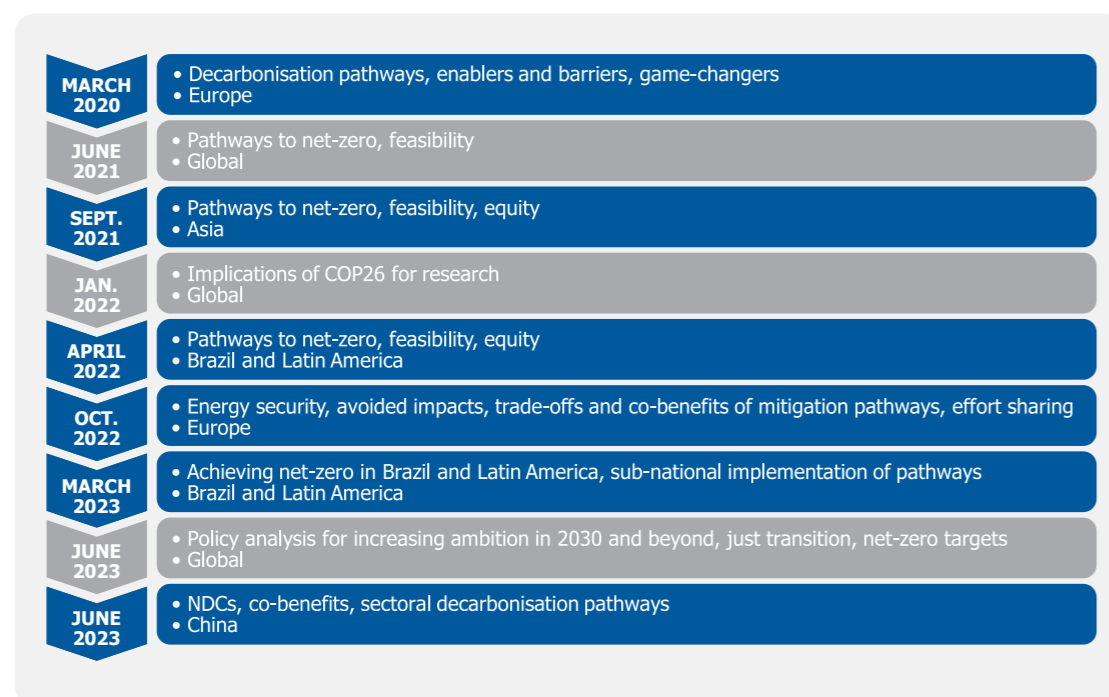 MARCH
2020
• Decarbonisation pathways, enablers and barriers, game-changers
• Europe
JUNE
2021
• Pathways to net-zero, feasibility
• Global
SEPT.
2021
• Pathways to net-zero, feasibility, equity
• Asia
JAN.
2022
• Implications of COP26 for research
• Global
APRIL
2022
• Pathways to net-zero, feasibility, equity
• Brazil and Latin America
OCT.
2022
• Energy security, avoided impacts, trade-offs and co-benefits of mitigation pathways, effort sharing
• Europe
MARCH
2023
• Achieving net-zero in Brazil and Latin America, sub-national implementation of pathways
• Brazil and Latin America
JUNE
2023
• Policy analysis for increasing ambition in 2030 and beyond, just transition, net-zero targets
• Global
JUNE
2023
• NDCs, co-benefits, sectoral decarbonisation pathways
• China